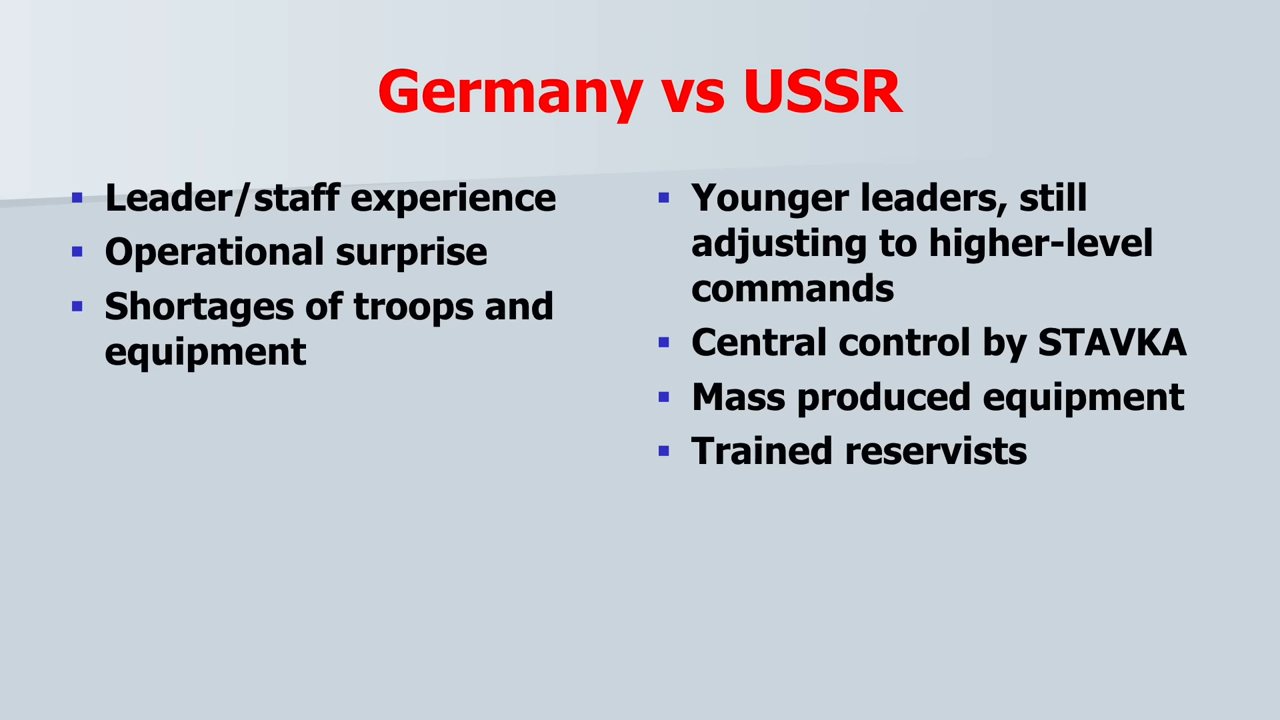 Germany vs USSR
▪ Leader/staff experience
▪ Operational surprise
▪ Shortages of troops and
equipment
▪ Younger leaders, still
adjusting to higher-level
commands
▪ Central control by STAVKA
▪ Mass produced equipment
▪ Trained reservists